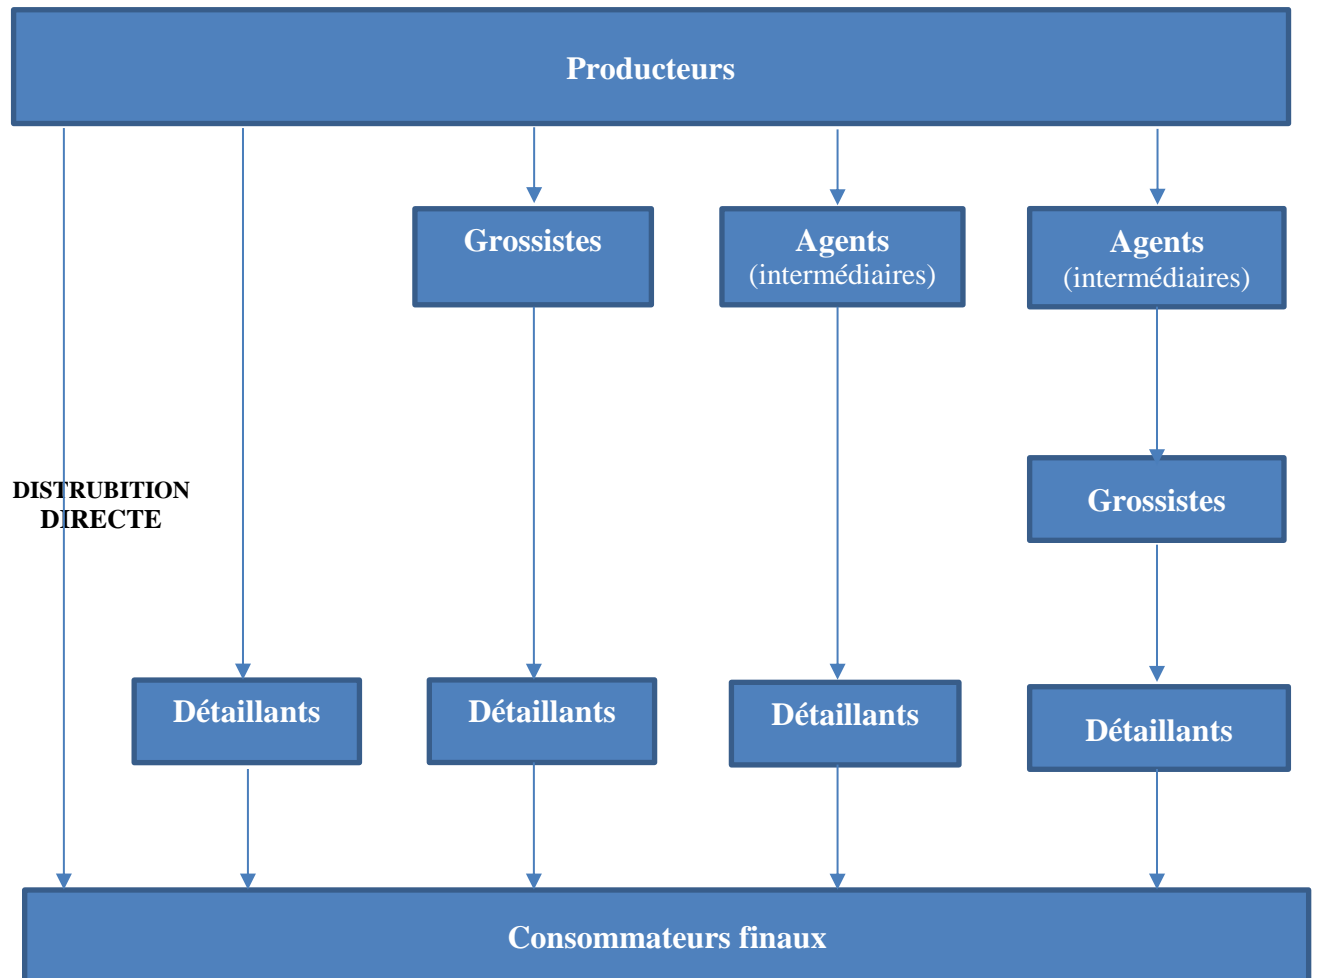 Producteurs
Grossistes
Agents
(intermédiaires)
Agents
(intermédiaires)
DISTRUBITION
DIRECTE
Grossistes
Détaillants
Détaillants
Détaillants
Détaillants
Consommateurs finaux